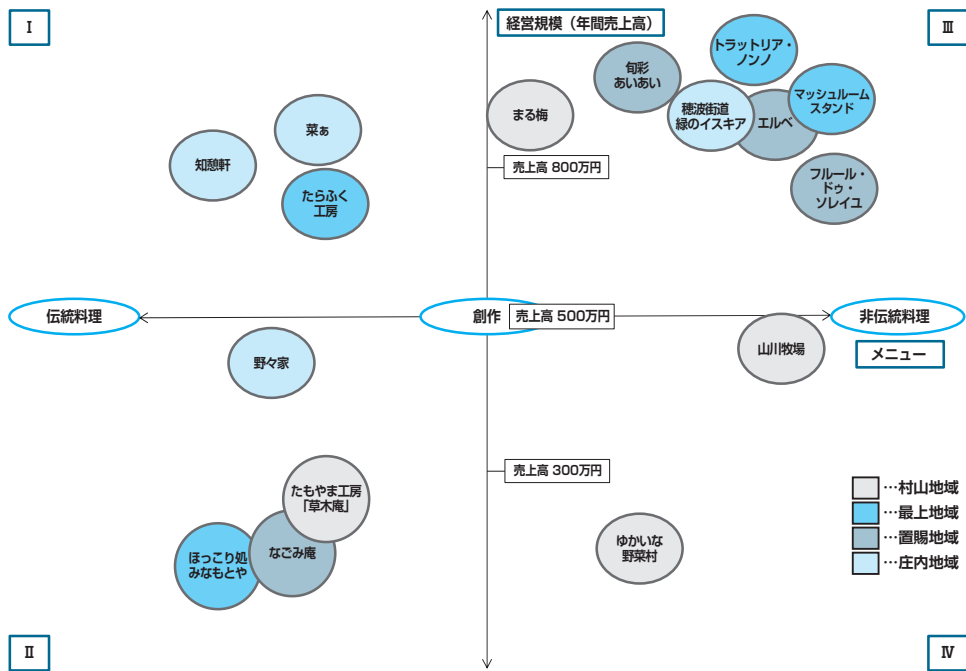 Ⅰ
経営規模（年間売上高）
Ⅲ
トラットリア・
ノンノ
旬彩
あいあい
マッシュルーム
スタンド
まる梅
穂波街道
緑のイスキア
エルベ
菜ぁ
知憩軒
売上高 800万円
たらふく
工房
フルール・
ドゥ・
ソレイユ
伝統料理
創作
売上高 500万円
非伝統料理
野々家
山川牧場
メニュー
売上高 300万円
たもやま工房
「草木庵」
なごみ庵
ほっこり処
みなもとや
ゆかいな
野菜村
…村山地域
…最上地域
…置賜地域
…庄内地域
Ⅱ
Ⅳ